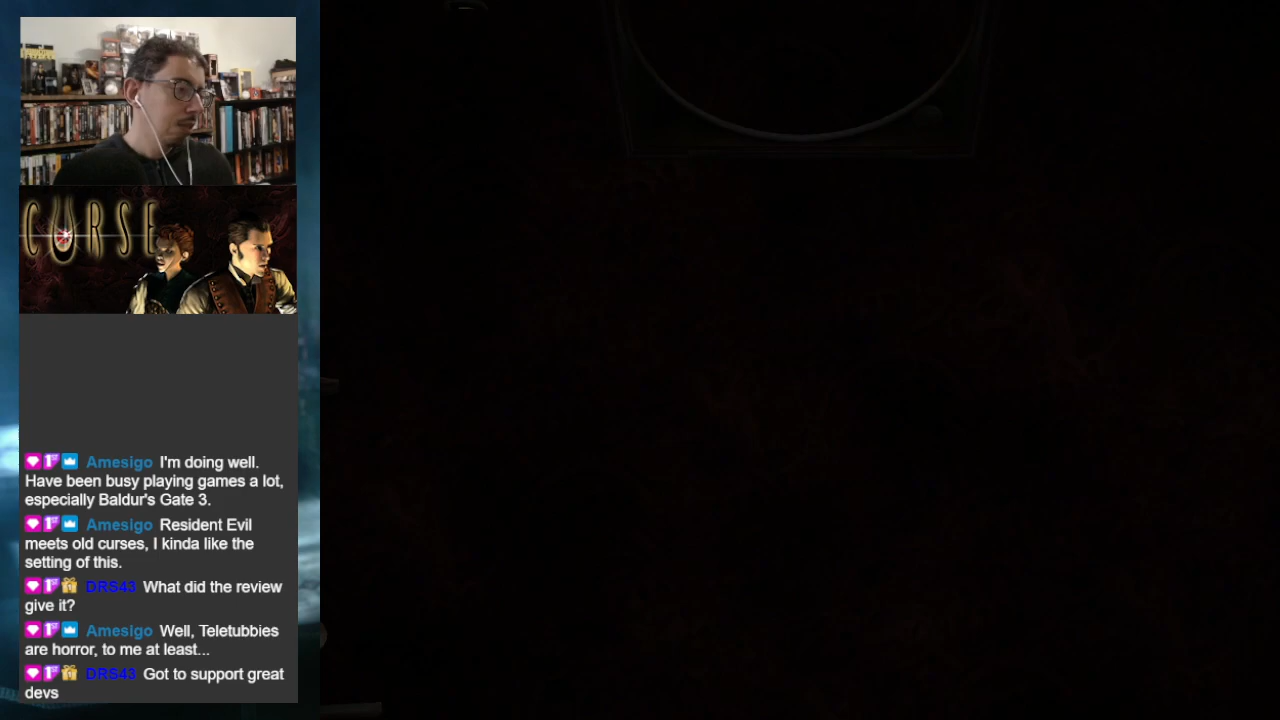 CURSE
Amesigo I'm doing well.
Have been busy playing games a lot,
especially Baldur's Gate 3.
Amesigo Resident Evil
meets old curses, I kinda like the
setting of this.
DRS43 What did the review
give it?
Amesigo Well, Teletubbies
are horror, to me at least...
DRS43 Got to support great
devs